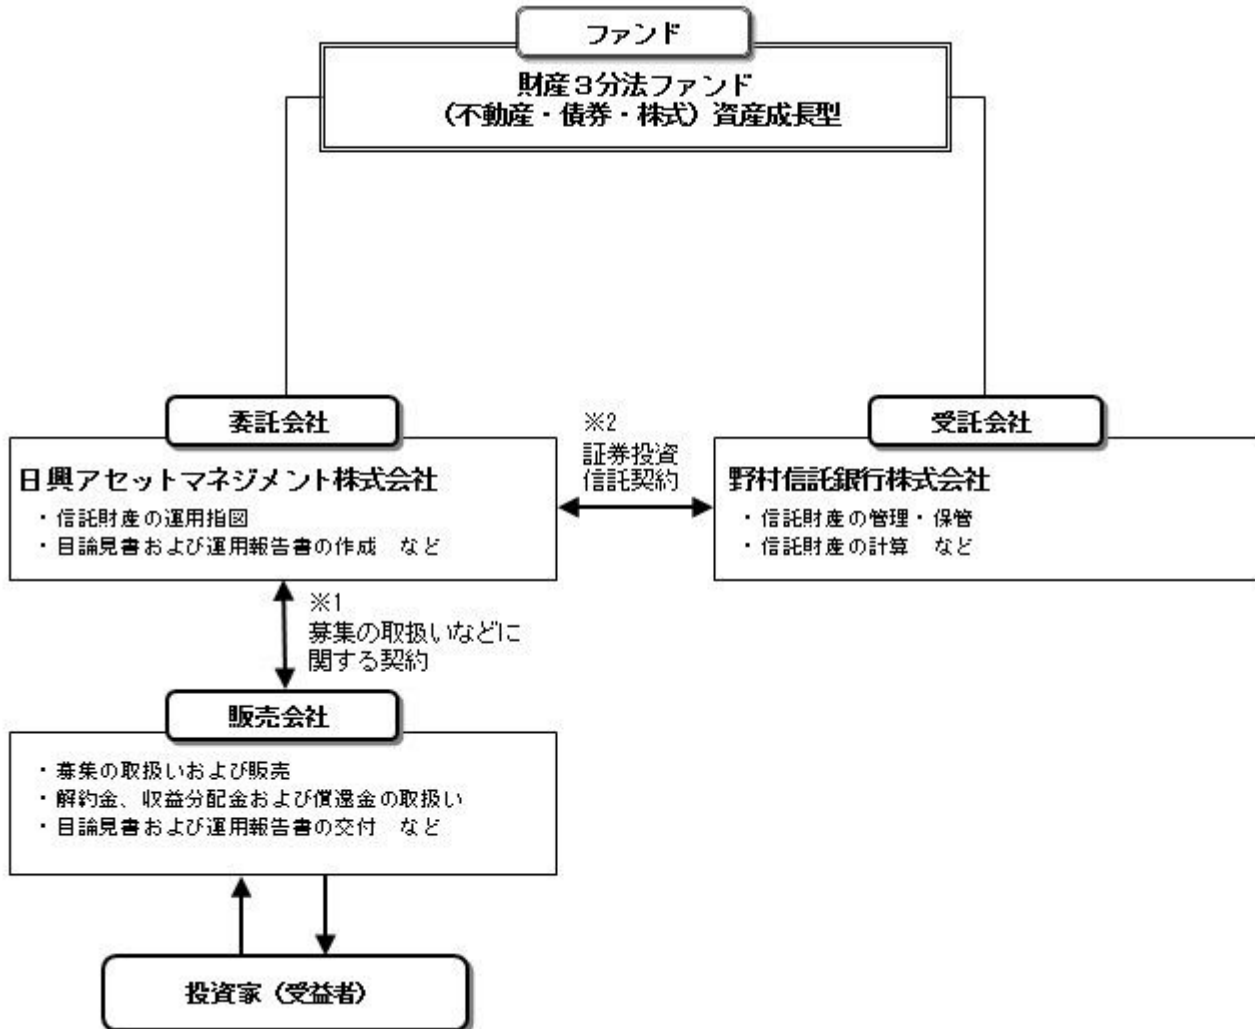 ファンド
財産3分法ファンド
(不動産・債券・株式)資産成長型
委託会社
日興アセットマネジメント株式会社
・信託財産の運用指図
・目論見書および運用報告書の作成 など
※2
証券投資
信託契約
受託会社
野村信託銀行株式会社
・信託財産の管理・保管
・信託財産の計算 など
※1
募集の取扱いなどに
関する契約
販売会社
・募集の取扱いおよび販売
・解約金、収益分配金および償還金の取扱い
・目論見書および運用報告書の交付 など
投資家(受益者)